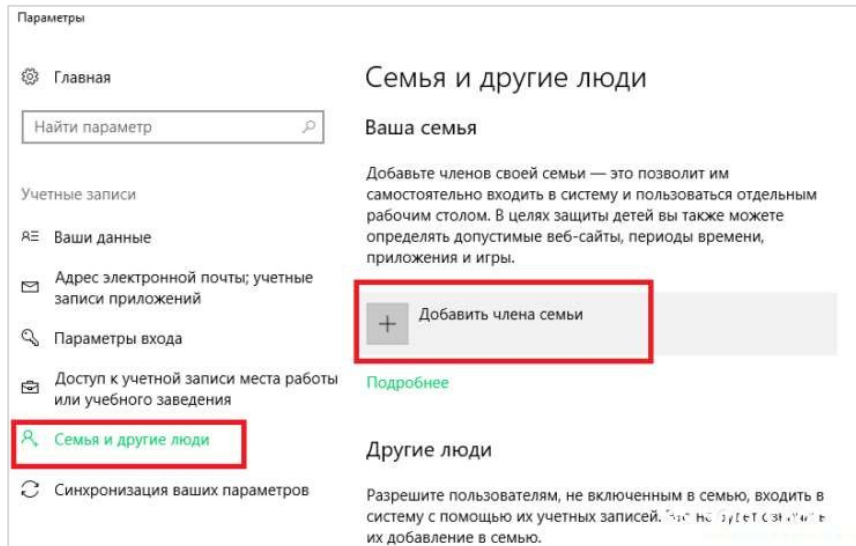 Параметры
Главная
Найти параметр
Учетные записи
Ваши данные
Адрес электронной почты; учетные
записи приложений
Параметры входа
Доступ к учетной записи места работы
или учебного заведения
Семья и другие люди
Синхронизация ваших параметров
Семья и другие люди
Ваша семья
Добавьте членов своей семьи — это позволит им
самостоятельно входить в систему и пользоваться отдельным
рабочим столом. В целях защиты детей вы также можете
определять допустимые веб-сайты, периоды времени,
приложения и игры.
Добавить члена семьи
Подробнее
Другие люди
Разрешите пользователям, не включенным в семью, входить в
систему с помощью их учетных записей. Это не будет означать
их добавление в семью.